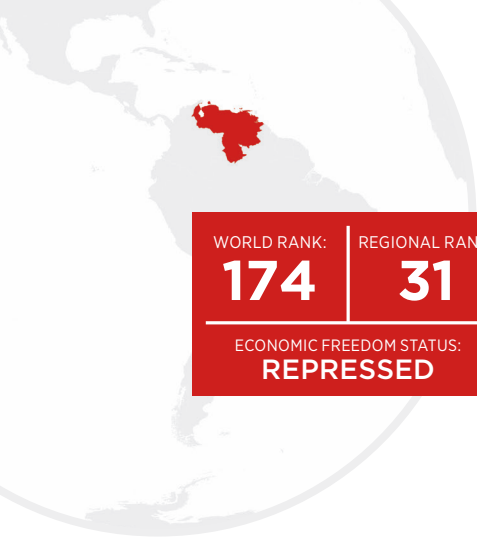 WORLD RANK:
174
REGIONAL RAN
31
ECONOMIC FREEDOM STATUS:
REPRESSED